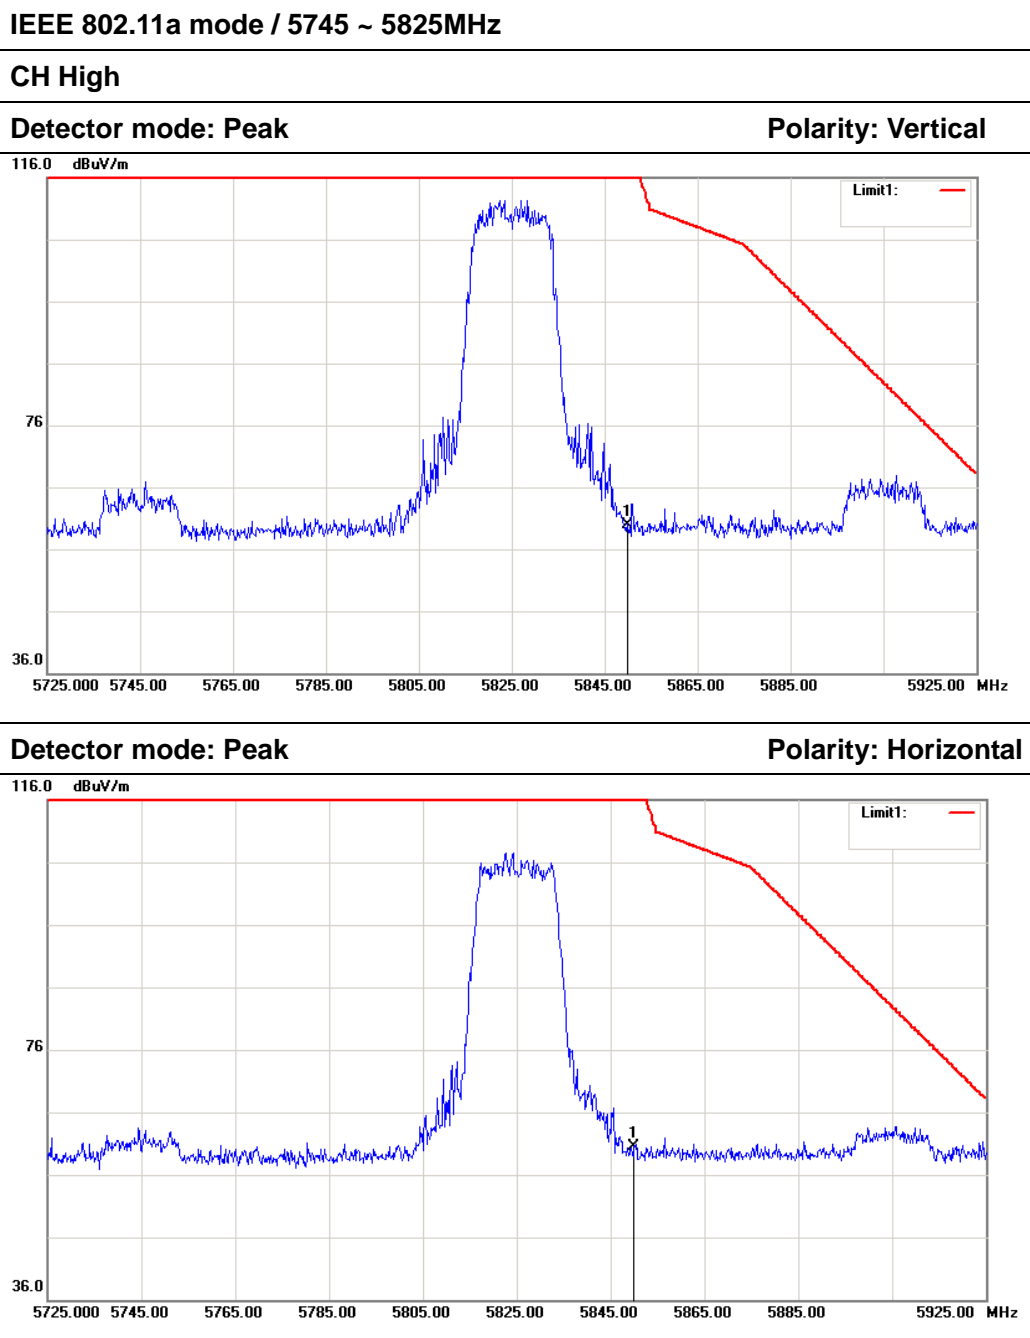 IEEE 802.11a mode / 5745 ~ 5825MHz
CH High
Detector mode: Peak Polarity: Vertical
116.0 dBuV/m
Limit1:
76
1
36.0
5725.000 5745.00 5765.00 5785.00 5805.00 5825.00 5845.00 5865.00 5885.00 5925.00 MHz
Detector mode: Peak Polarity: Horizontal
116.0 dBuV/m
Limit1:
76
1
36.0
5725.000 5745.00 5765.00 5785.00 5805.00 5825.00 5845.00 5865.00 5885.00 5925.00 MHz